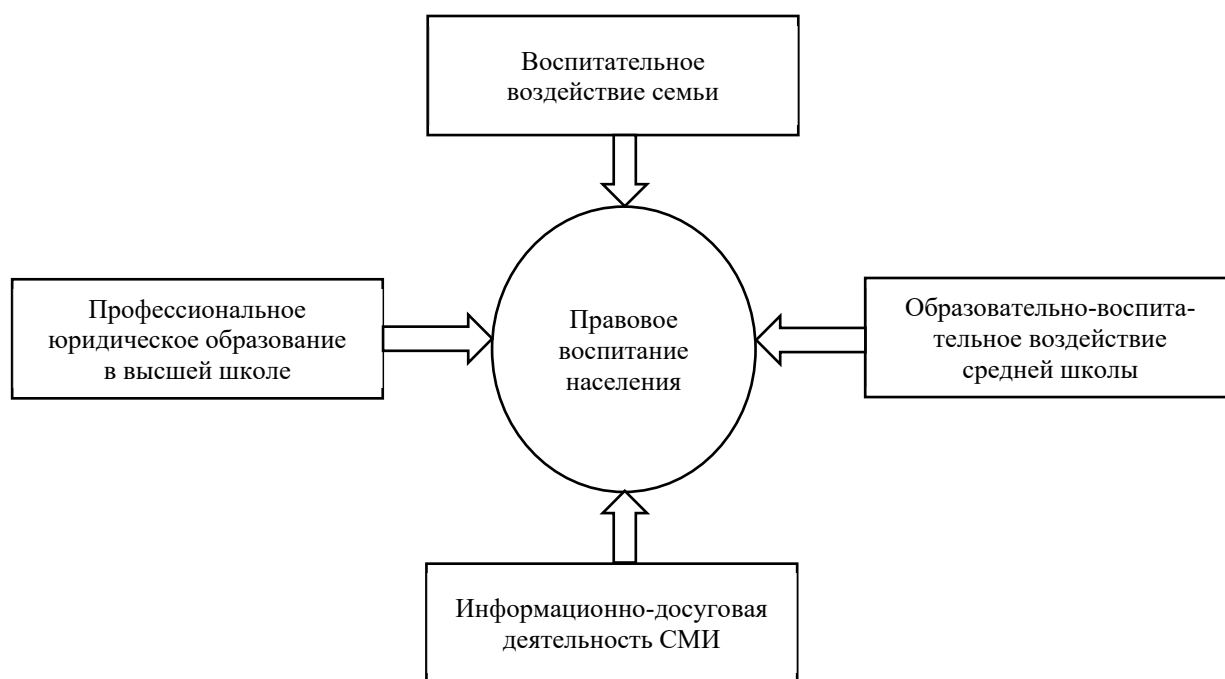 Воспитательное
воздействие семьи
Профессиональное
юридическое образование
в высшей школе
Правовое
воспитание
населения
Образовательно-воспита-
тельное воздействие
средней школы
Информационно-досуговая
деятельность СМИ